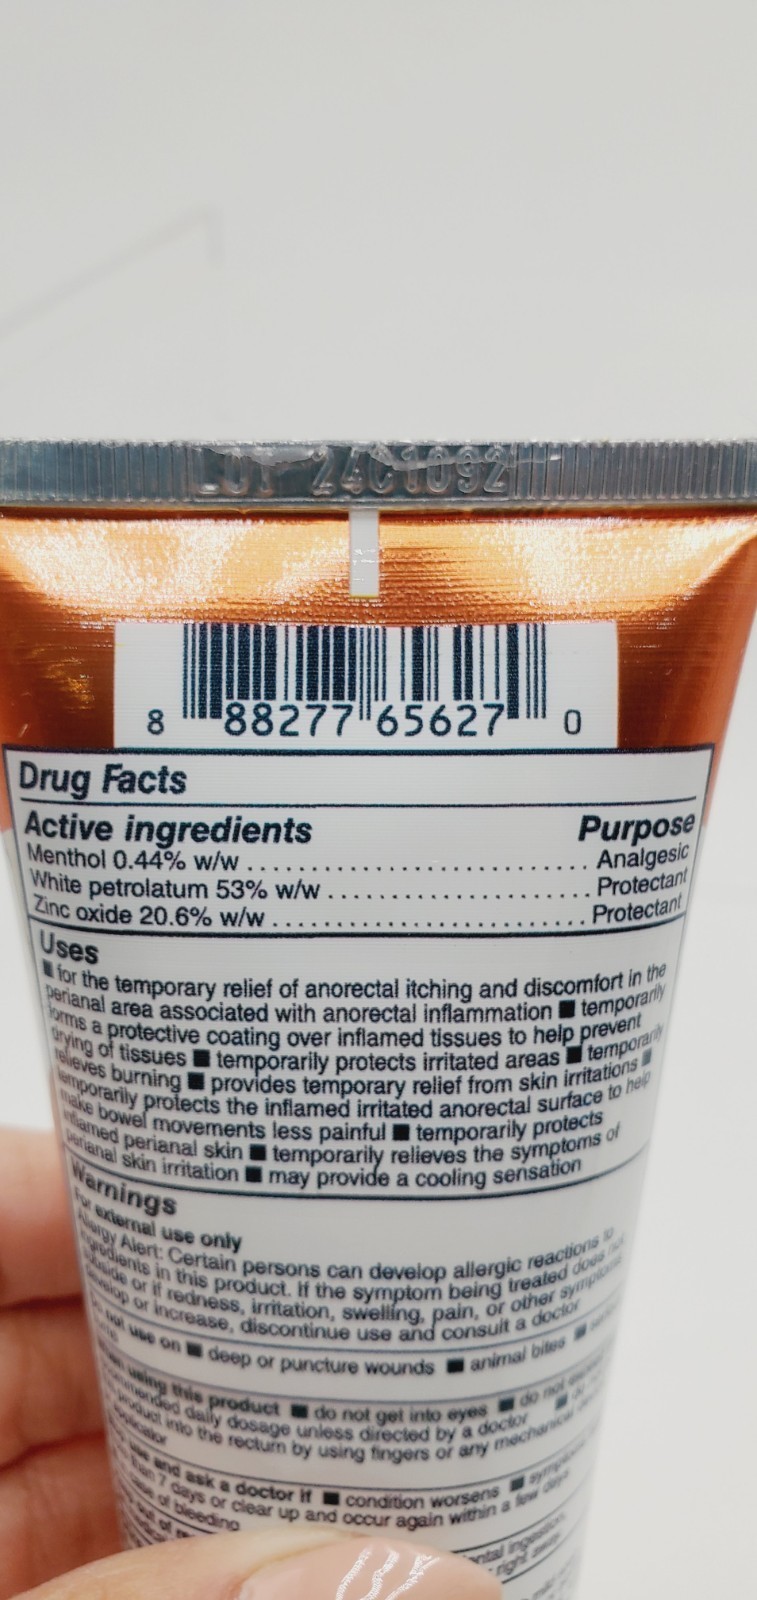 LOT 24C1092
8 88277 65627 0
Drug Facts
Active ingredients Purpose
Menthol 0.44% w/w ........................................ Analgesic
White petrolatum 53% w/w ............................... Protectant
Zinc oxide 20.6% w/w ..................................... Protectant
Uses
■ for the temporary relief of anorectal itching and discomfort in the
perianal area associated with anorectal inflammation ■ temporarily
forms a protective coating over inflamed tissues to help prevent
drying of tissues ■ temporarily protects irritated areas ■ temporarily
relieves burning ■ provides temporary relief from skin irritations ■
temporarily protects the inflamed irritated anorectal surface to help
make bowel movements less painful ■ temporarily protects
inflamed perianal skin ■ temporarily relieves the symptoms of
perianal skin irritation ■ may provide a cooling sensation
Warnings
For external use only
Allergy Alert: Certain persons can develop allergic reactions to
ingredients in this product. If the symptom being treated does not
subside or if redness, irritation, swelling, pain, or other symptoms
develop or increase, discontinue use and consult a doctor
not use on ■ deep or puncture wounds ■ animal bites ■
when using this product ■ do not get into eyes ■ do not
recommended daily dosage unless directed by a doctor ■ do not
product into the rectum by using fingers or any mechanical
applicator
use and ask a doctor if ■ condition worsens ■
than 7 days or clear up and occur again within a few days
of bleeding
out of
ingestion,
right away.